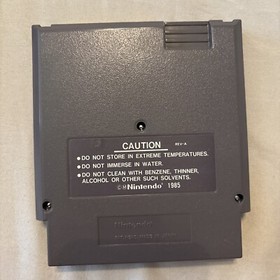 CAUTION
REV-A
• DO NOT STORE IN EXTREME TEMPERATURES.
• DO NOT IMMERSE IN WATER.
• DO NOT CLEAN WITH BENZENE, THINNER,
ALCOHOL OR OTHER SUCH SOLVENTS.
©Nintendo 1985
Nintendo